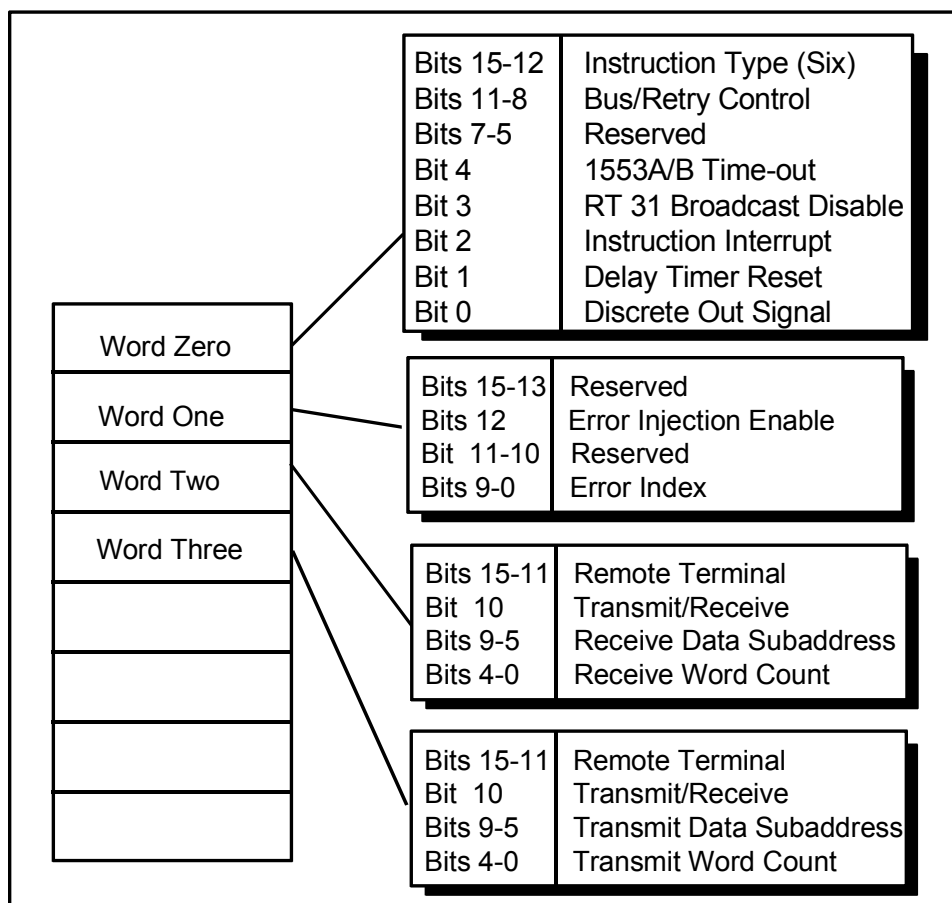 Word Zero
Word One
Word Two
Word Three
Bits 15-12 Instruction Type (Six)
Bits 11-8 Bus/Retry Control
Bits 7-5 Reserved
Bit 4 1553A/B Time-out
Bit 3 RT 31 Broadcast Disable
Bit 2 Instruction Interrupt
Bit 1 Delay Timer Reset
Bit 0 Discrete Out Signal
Bits 15-13 Reserved
Bits 12 Error Injection Enable
Bit 11-10 Reserved
Bits 9-0 Error Index
Bits 15-11 Remote Terminal
Bit 10 Transmit/Receive
Bits 9-5 Receive Data Subaddress
Bits 4-0 Receive Word Count
Bits 15-11 Remote Terminal
Bit 10 Transmit/Receive
Bits 9-5 Transmit Data Subaddress
Bits 4-0 Transmit Word Count